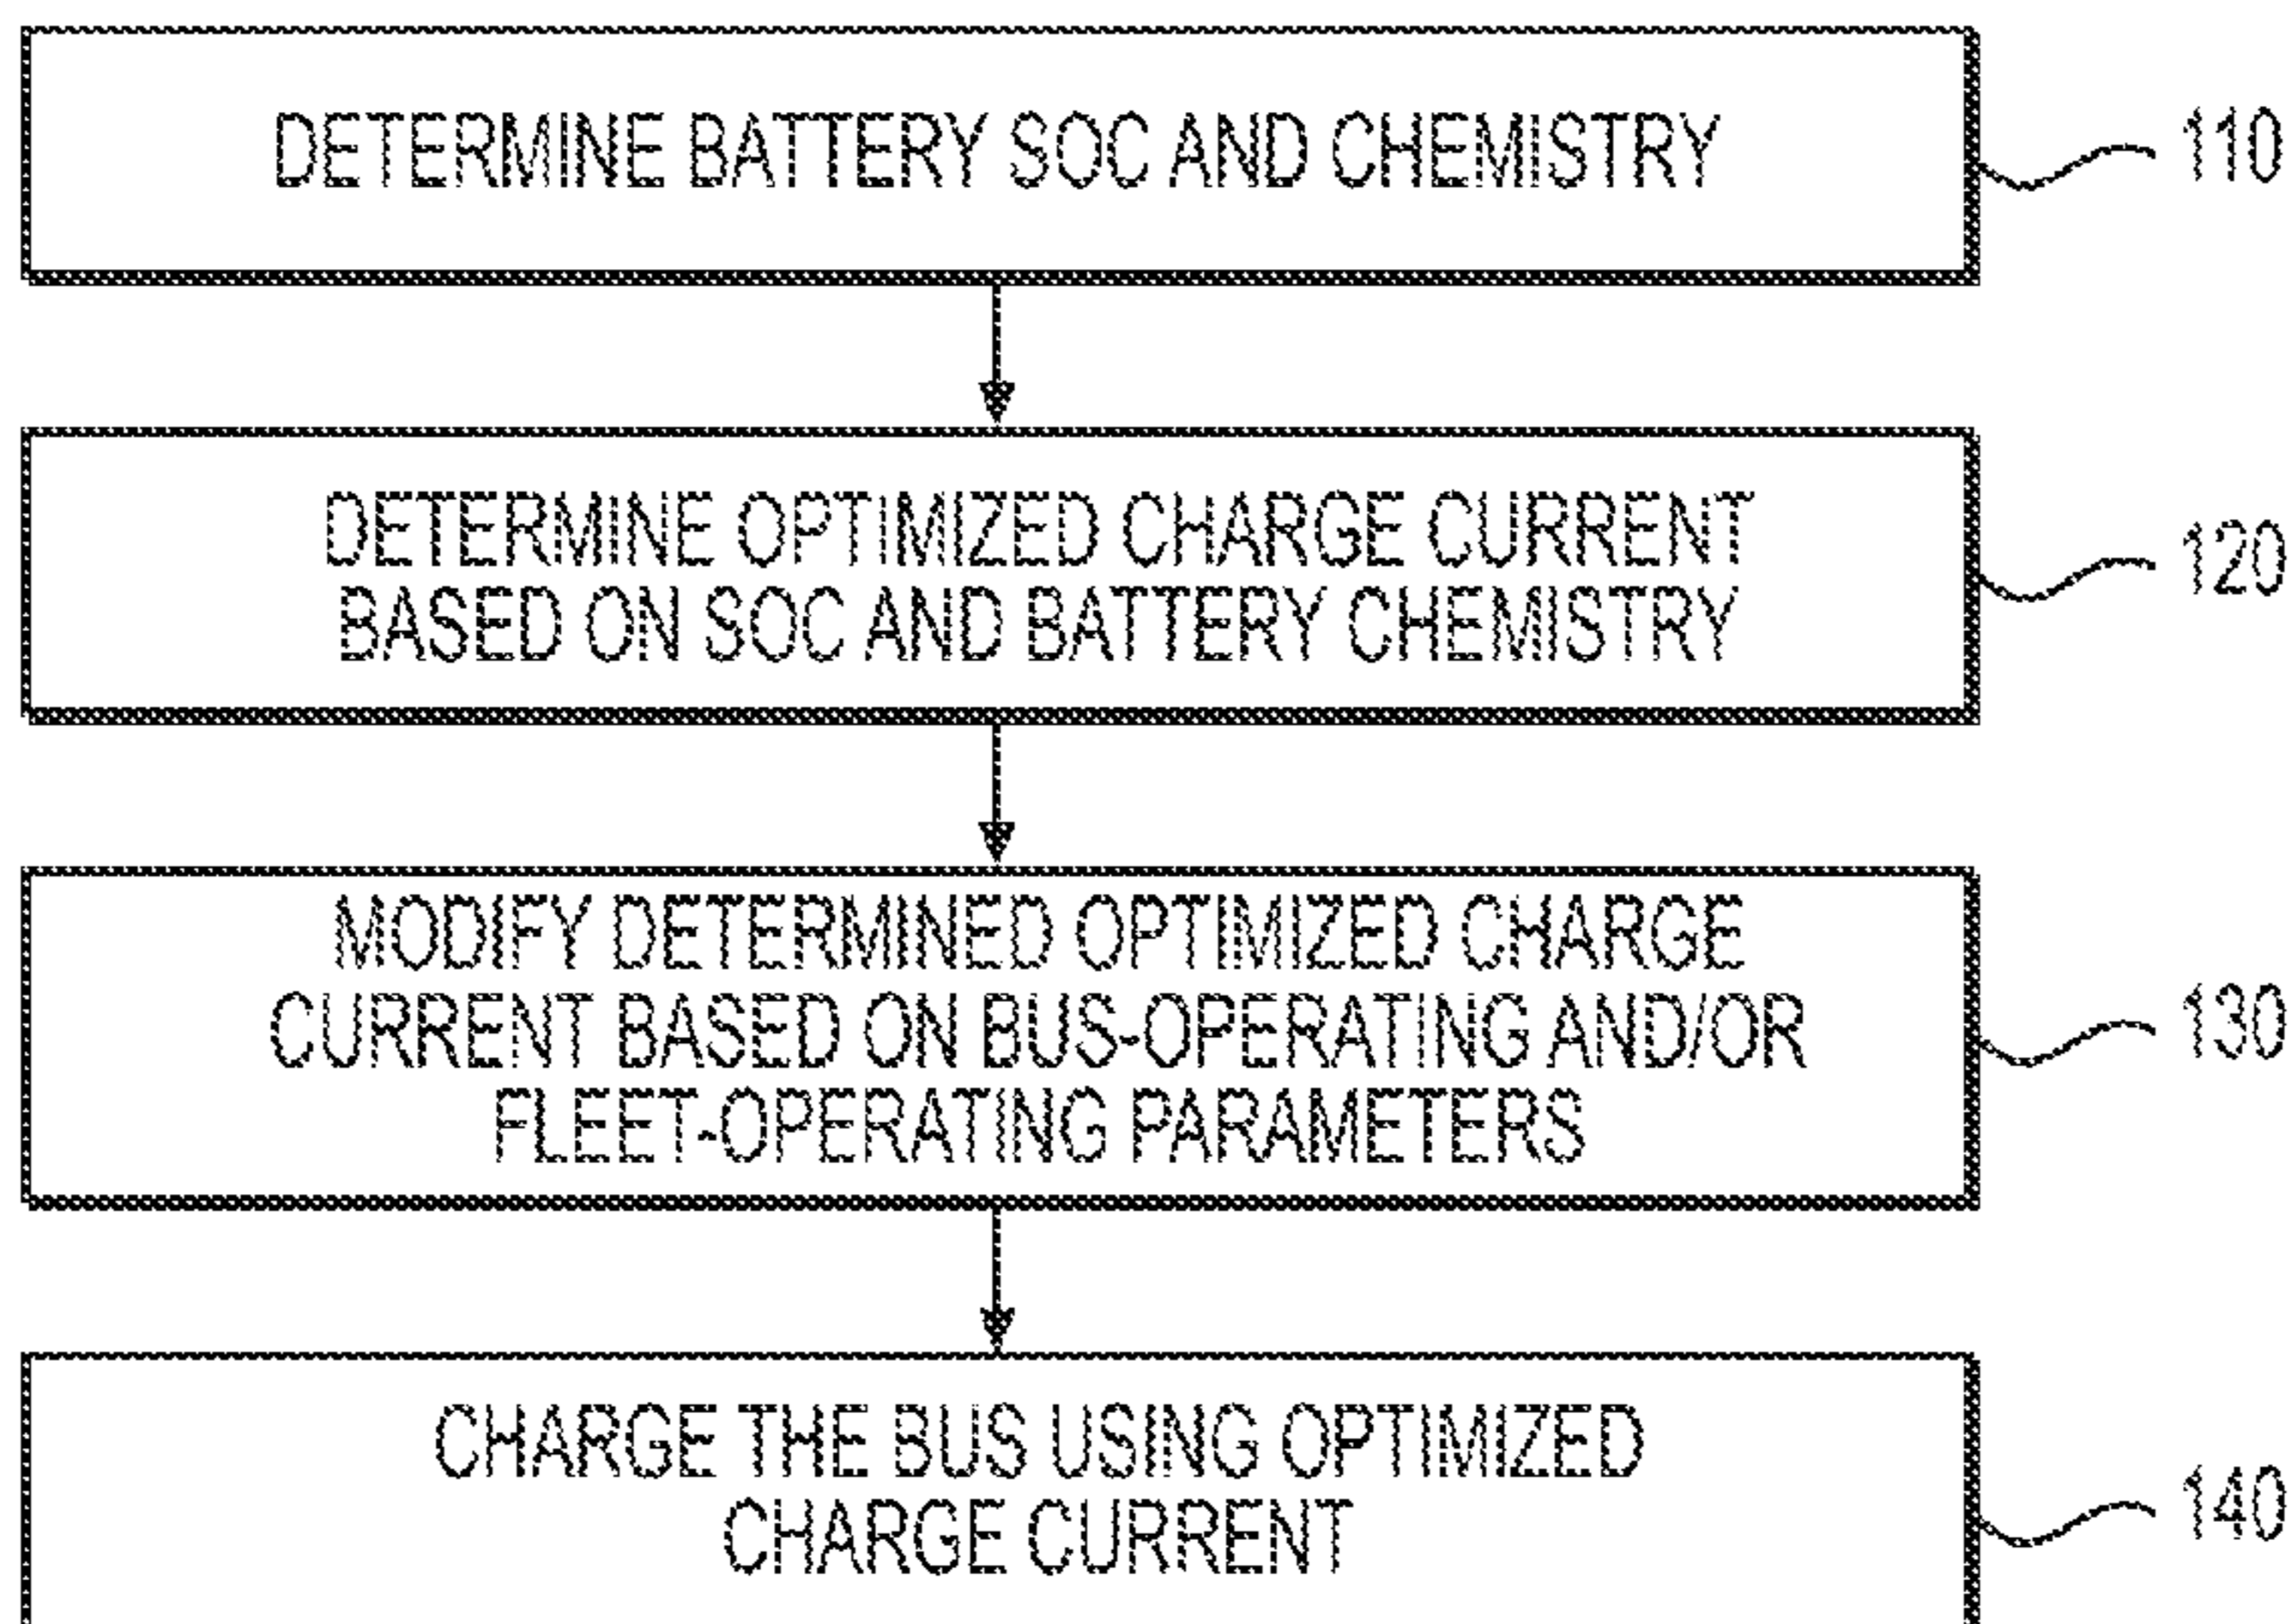 DETERMINE BATTERY SOC AND CHEMISTRY
110
DETERMINE OPTIMIZED CHARGE CURRENT
BASED ON SOC AND BATTERY CHEMISTRY
120
MODIFY DETERMINED OPTIMIZED CHARGE
CURRENT BASED ON BUS-OPERATING AND/OR
FLEET-OPERATING PARAMETERS
130
CHARGE THE BUS USING OPTIMIZED
CHARGE CURRENT
140